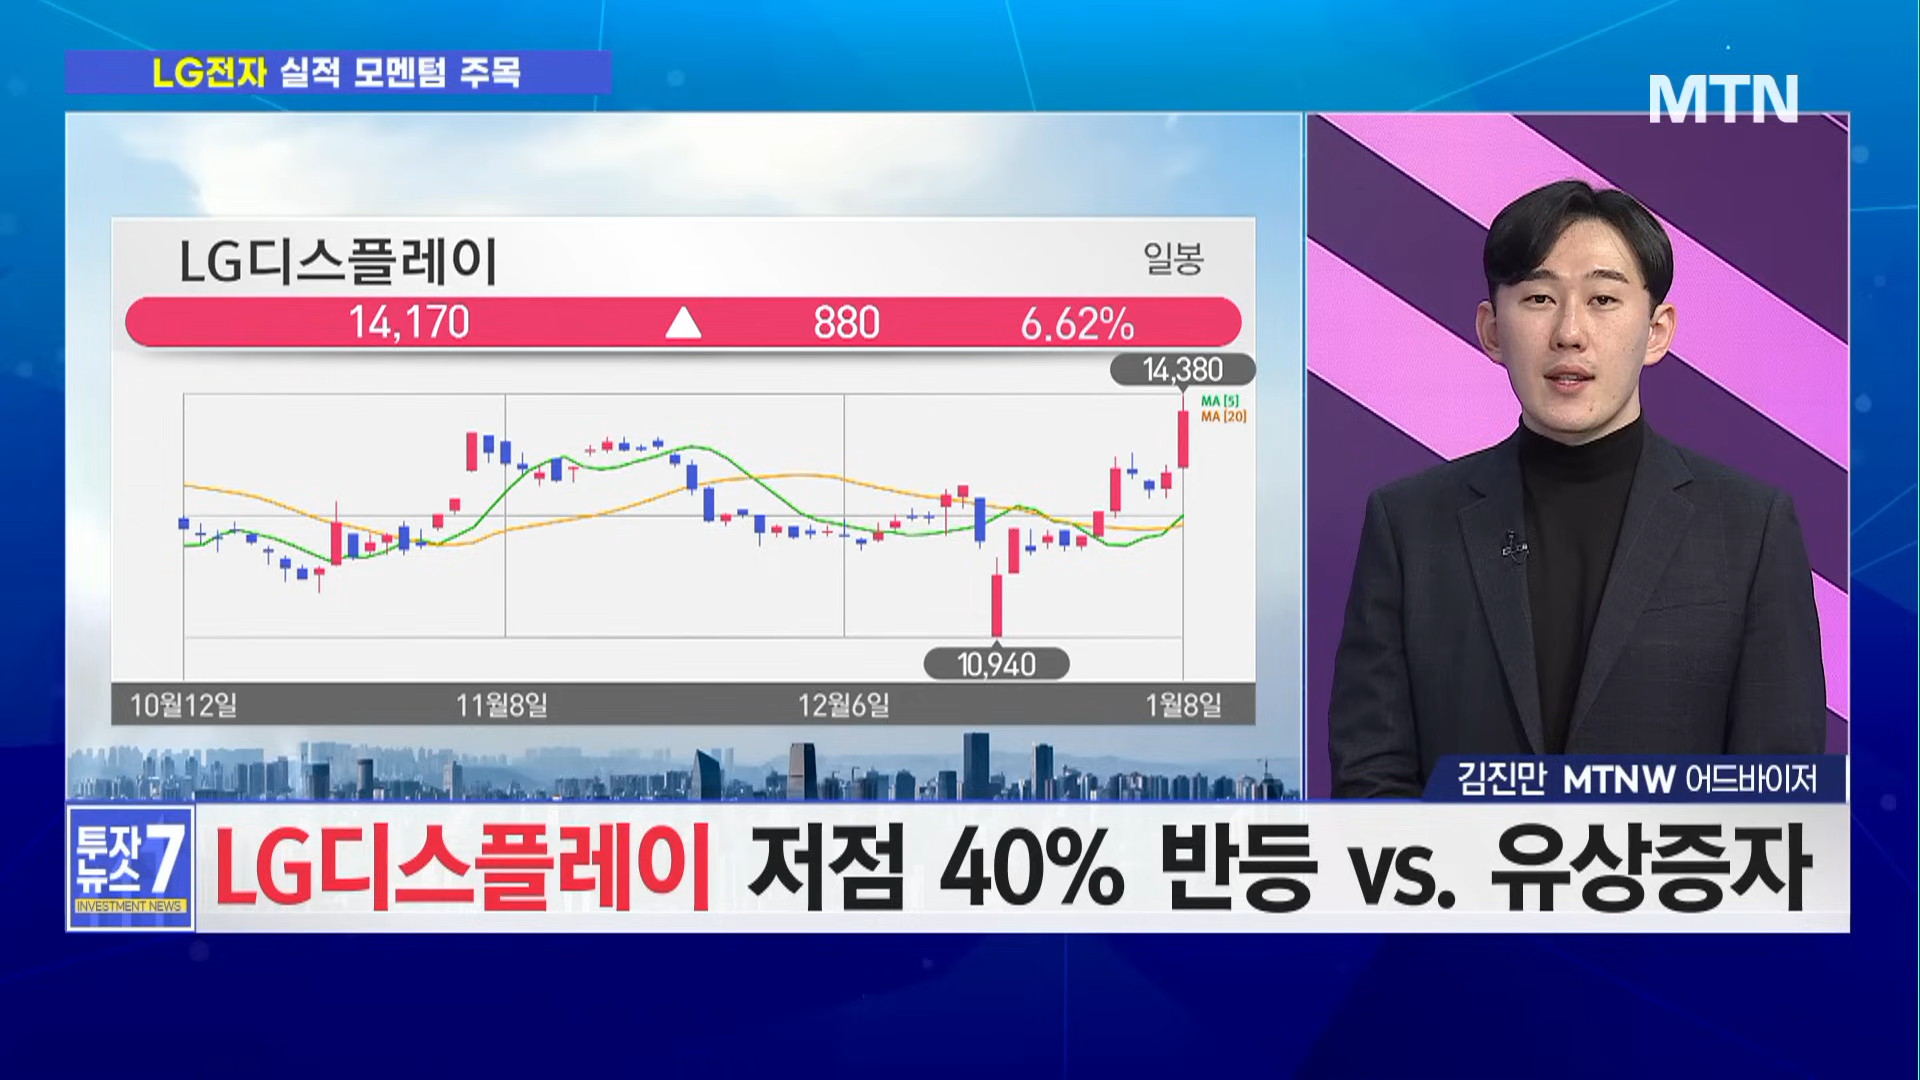 LG전자 실적 모멘텀 주목
MTN
LG디스플레이 일봉
14,170 ▲ 880 6.62%
14,380
MA [5]
MA [20]
10,940
10월12일 11월8일 12월6일 1월8일
김진만 MTNW 어드바이저
투자
뉴스7
INVESTMENT NEWS
LG디스플레이 저점 40% 반등 vs. 유상증자